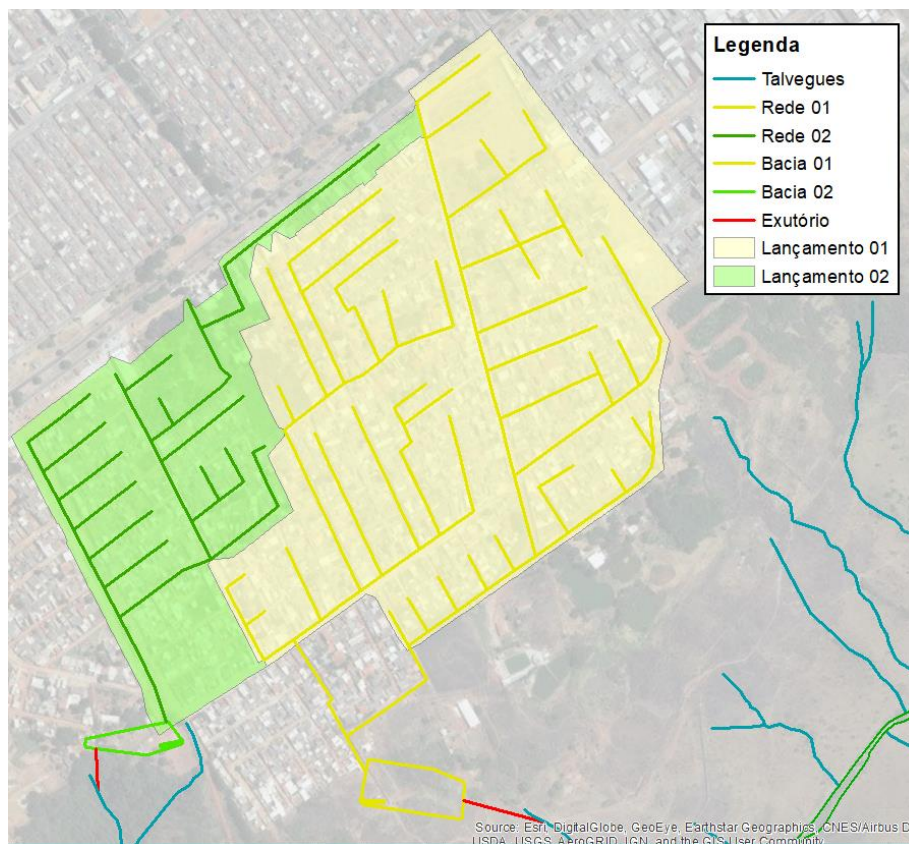 Legenda
Talvegues
Rede 01
Rede 02
Bacia 01
Bacia 02
Exutório
Lançamento 01
Lançamento 02
Source: Esri, DigitalGlobe, GeoEye, Earthstar Geographics, CNES/Airbus D
USDA, USGS, AeroGRID, IGN, and the GIS User Community